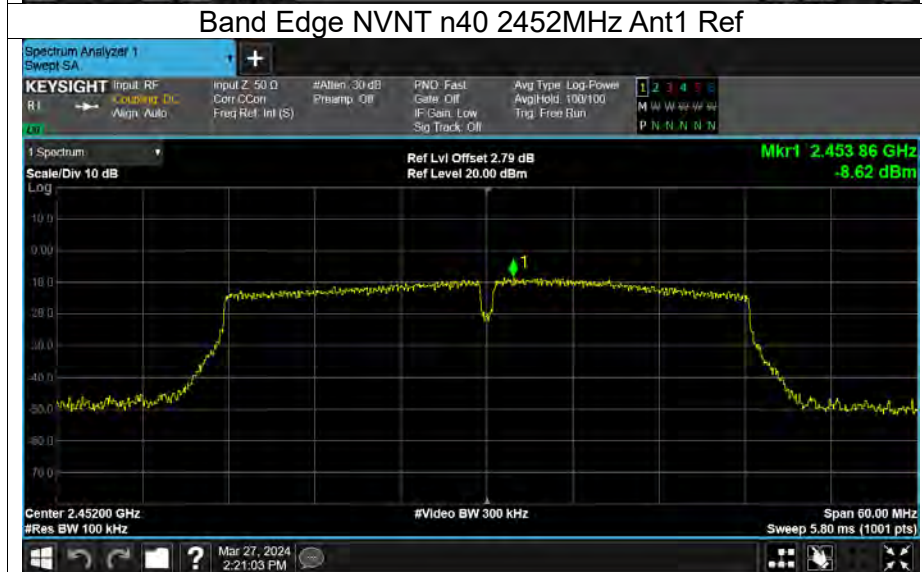 Band Edge NVNT n40 2452MHz Ant1 Ref
Spectrum Analyzer 1
Swept SA
+
KEYSIGHT Input: RF Input Z: 50 Ω #Atten: 30 dB PNO: Fast Avg Type: Log-Power 1 2 3 4 5 6
Coupling: DC Corr CCorr Preamp: Off Gate: Off Avg|Hold: 100/100 M W W W W W
Align: Auto Freq Ref: Int (S) IF Gain: Low Trig: Free Run
Sig Track: Off P N N N N N
1 Spectrum
Ref Lvl Offset 2.79 dB Mkr1 2.453 86 GHz
Scale/Div 10 dB Ref Level 20.00 dBm -8.62 dBm
Log
10.0
0.00
1
-10.0
-20.0
-30.0
-40.0
-50.0
-60.0
-70.0
Center 2.45200 GHz #Video BW 300 kHz Span 60.00 MHz
#Res BW 100 kHz Sweep 5.80 ms (1001 pts)
? Mar 27, 2024
2:21:03 PM